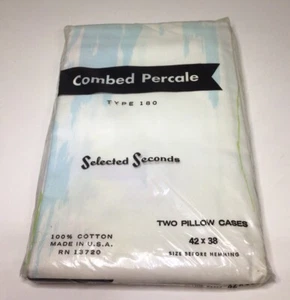 Combed Percale
TYPE 180
Selected Seconds
TWO PILLOW CASES
42 x 38
SIZE BEFORE HEMMING
100% COTTON
MADE IN U.S.A.
RN 13720